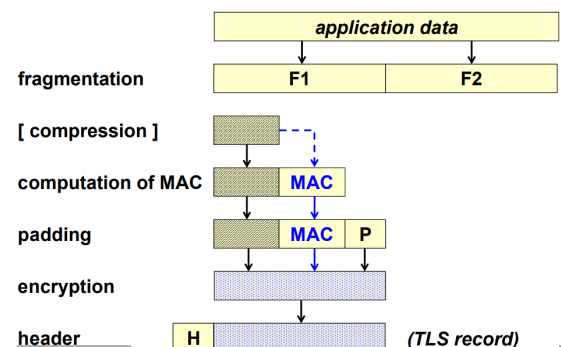 application data
fragmentation F1 F2
[ compression ]
computation of MAC MAC
padding MAC P
encryption
header H (TLS record)